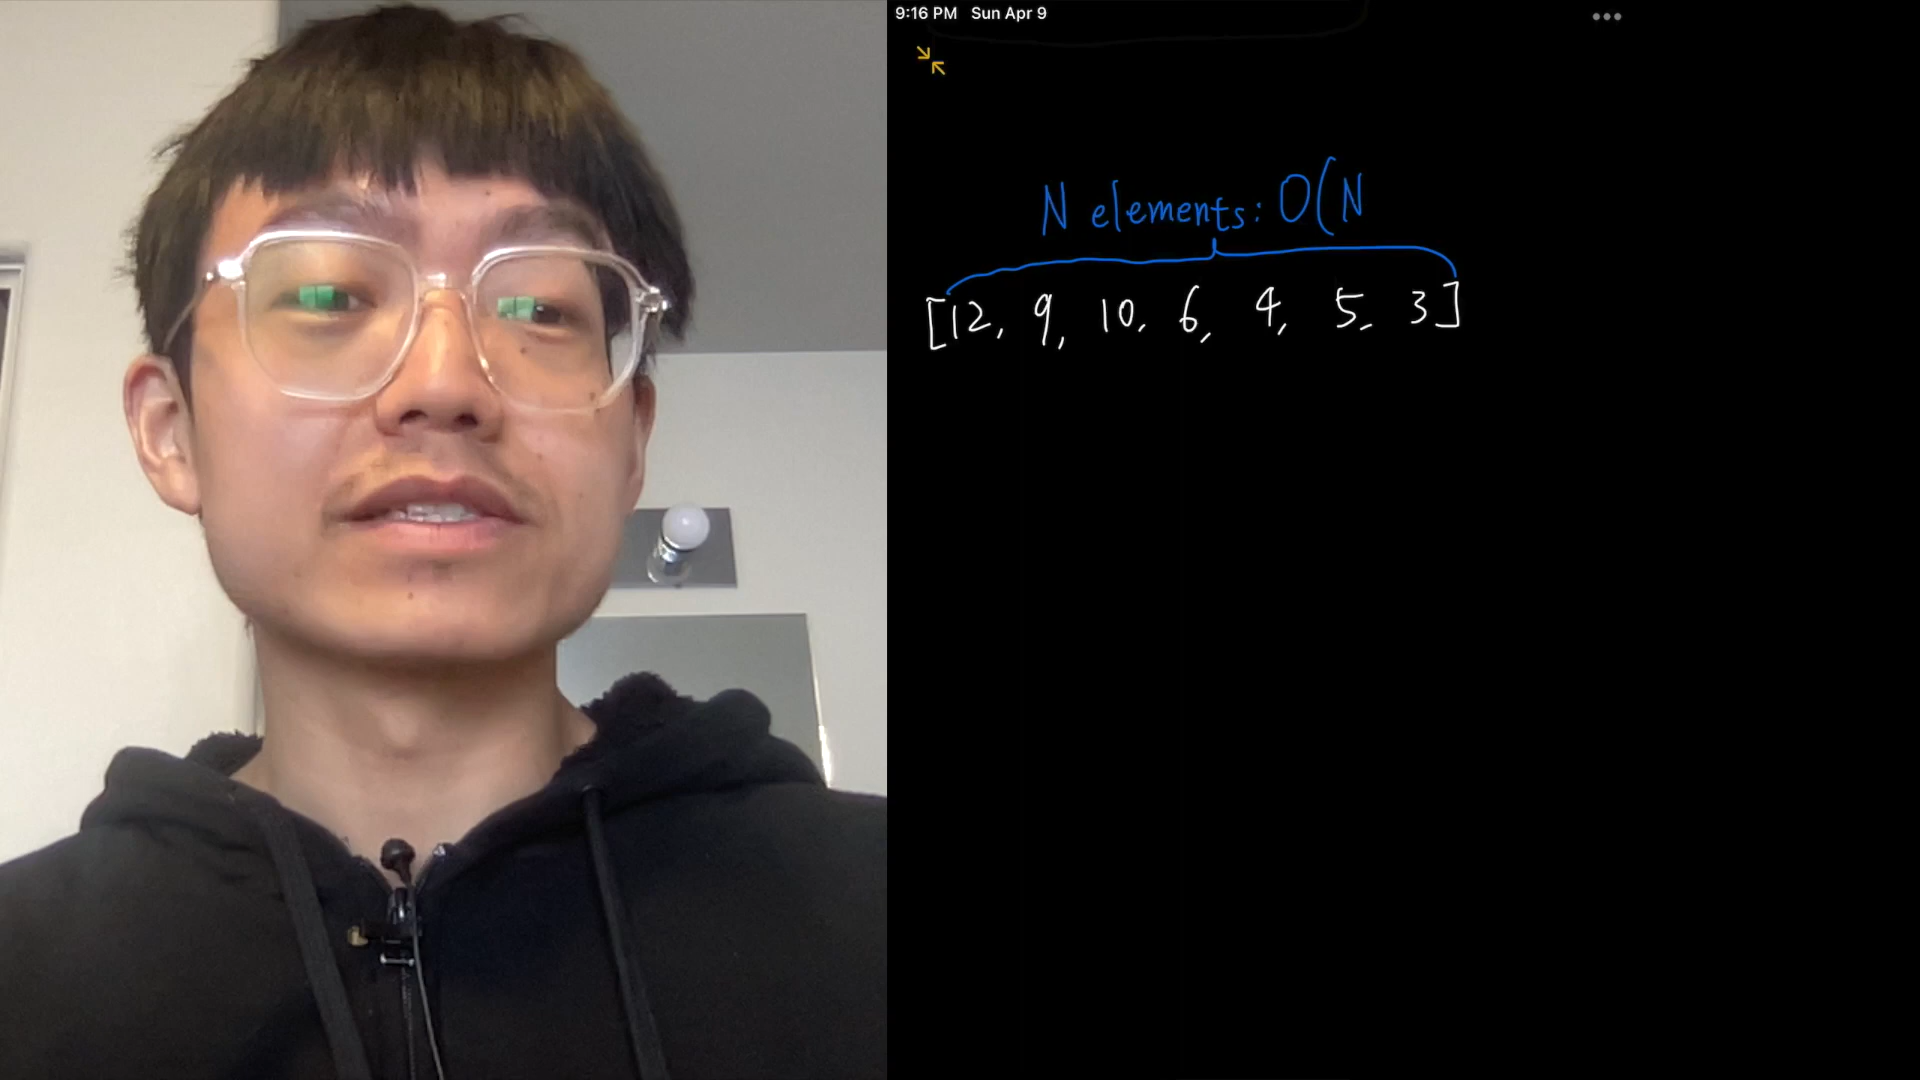 9:16 PM Sun Apr 9
N elements: O(N
[12, 9, 10, 6, 4, 5, 3]